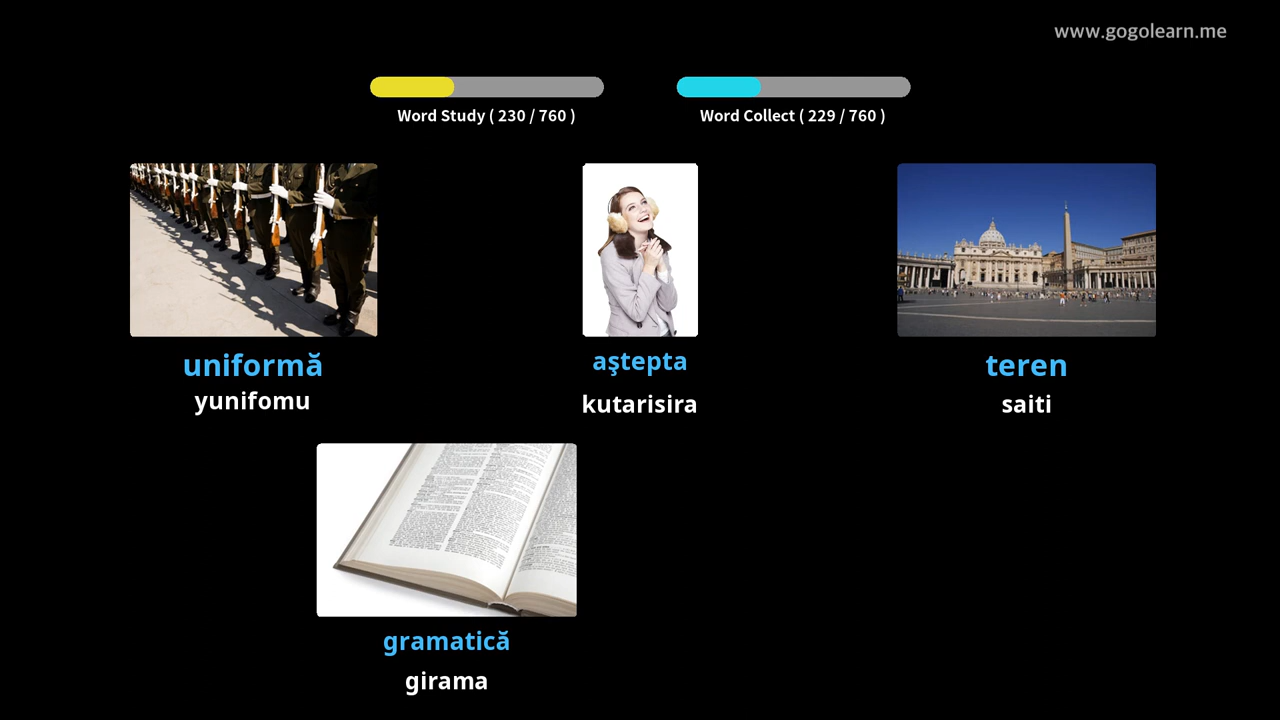 www.gogolearn.me
Word Study ( 230 / 760 )
Word Collect ( 229 / 760 )
uniformă
yunifomu
aştepta
kutarisira
teren
saiti
gramatică
girama